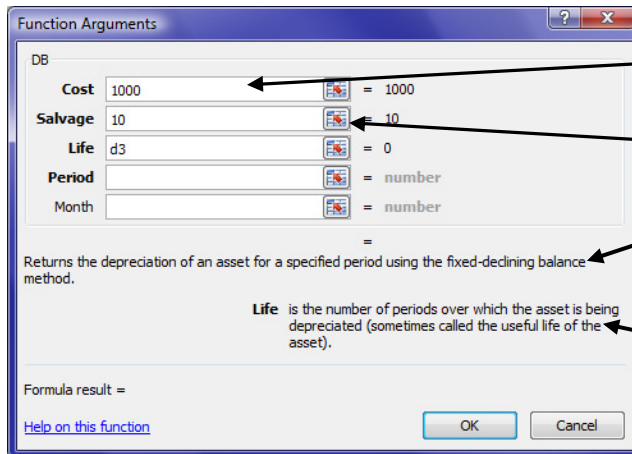 Function Arguments
DB
Cost 1000 = 1000
Salvage 10 = 10
Life d3 = 0
Period = number
Month = number
=
Returns the depreciation of an asset for a specified period using the fixed-declining balance
method.
Life is the number of periods over which the asset is being
depreciated (sometimes called the useful life of the
asset).
Formula result =
Help on this function OK Cancel